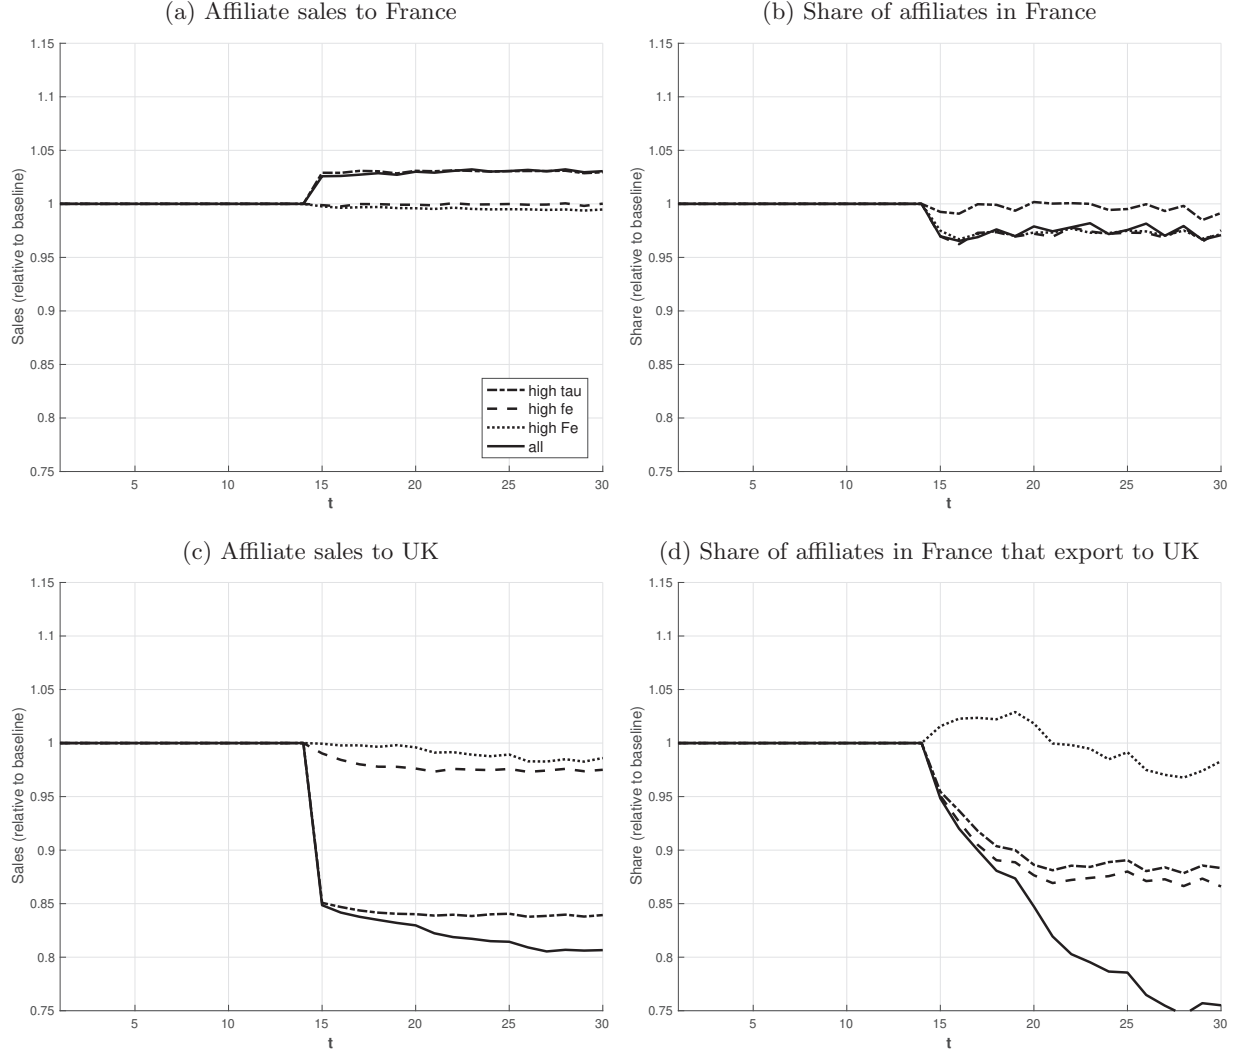 (a) Affiliate sales to France
1.15
1.1
1.05
1
0.95
0.9
0.85
0.8
0.75
Sales (relative to baseline)
5 10 15 20 25 30
t
high tau
high fe
high Fe
all
(b) Share of affiliates in France
1.15
1.1
1.05
1
0.95
0.9
0.85
0.8
0.75
Share (relative to baseline)
5 10 15 20 25 30
t
(c) Affiliate sales to UK
1.15
1.1
1.05
1
0.95
0.9
0.85
0.8
0.75
Sales (relative to baseline)
5 10 15 20 25 30
t
(d) Share of affiliates in France that export to UK
1.15
1.1
1.05
1
0.95
0.9
0.85
0.8
0.75
Share (relative to baseline)
5 10 15 20 25 30
t